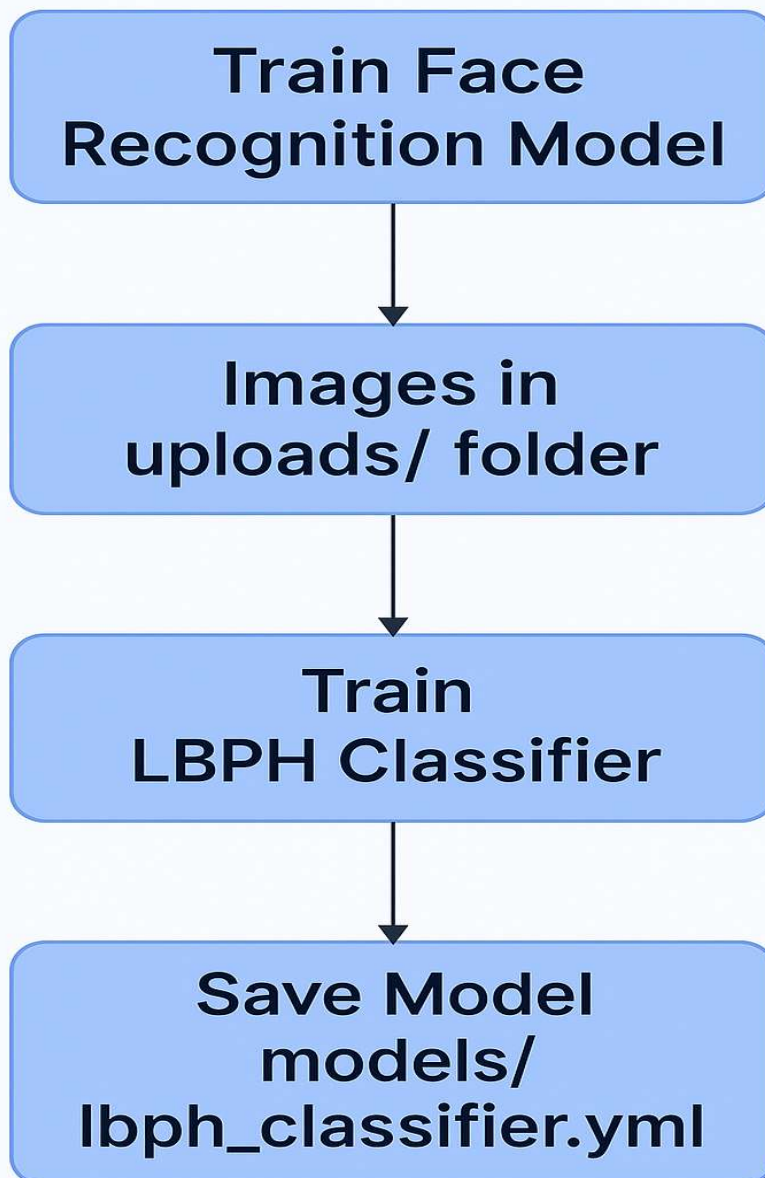 Train Face
Recognition Model
Images in
uploads/ folder
Train
LBPH Classifier
Save Model
models/
lbph_classifier.yml